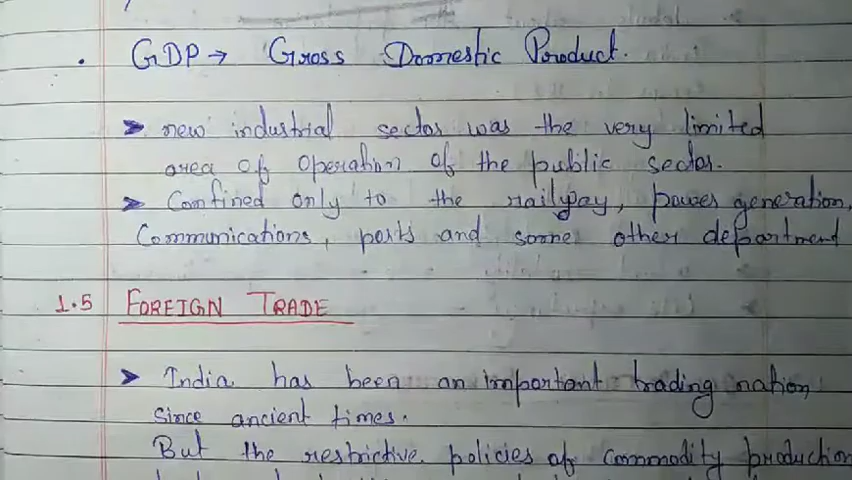 . GDP → Gross Domestic Product.
➤ new industrial sector was the very limited
area of operation of the public sector.
➤ Confined only to the railway, power generation,
Communications, ports and some other department
1.5 FOREIGN TRADE
➤ India has been an important trading nation
since ancient times.
But the restrictive policies of commodity production